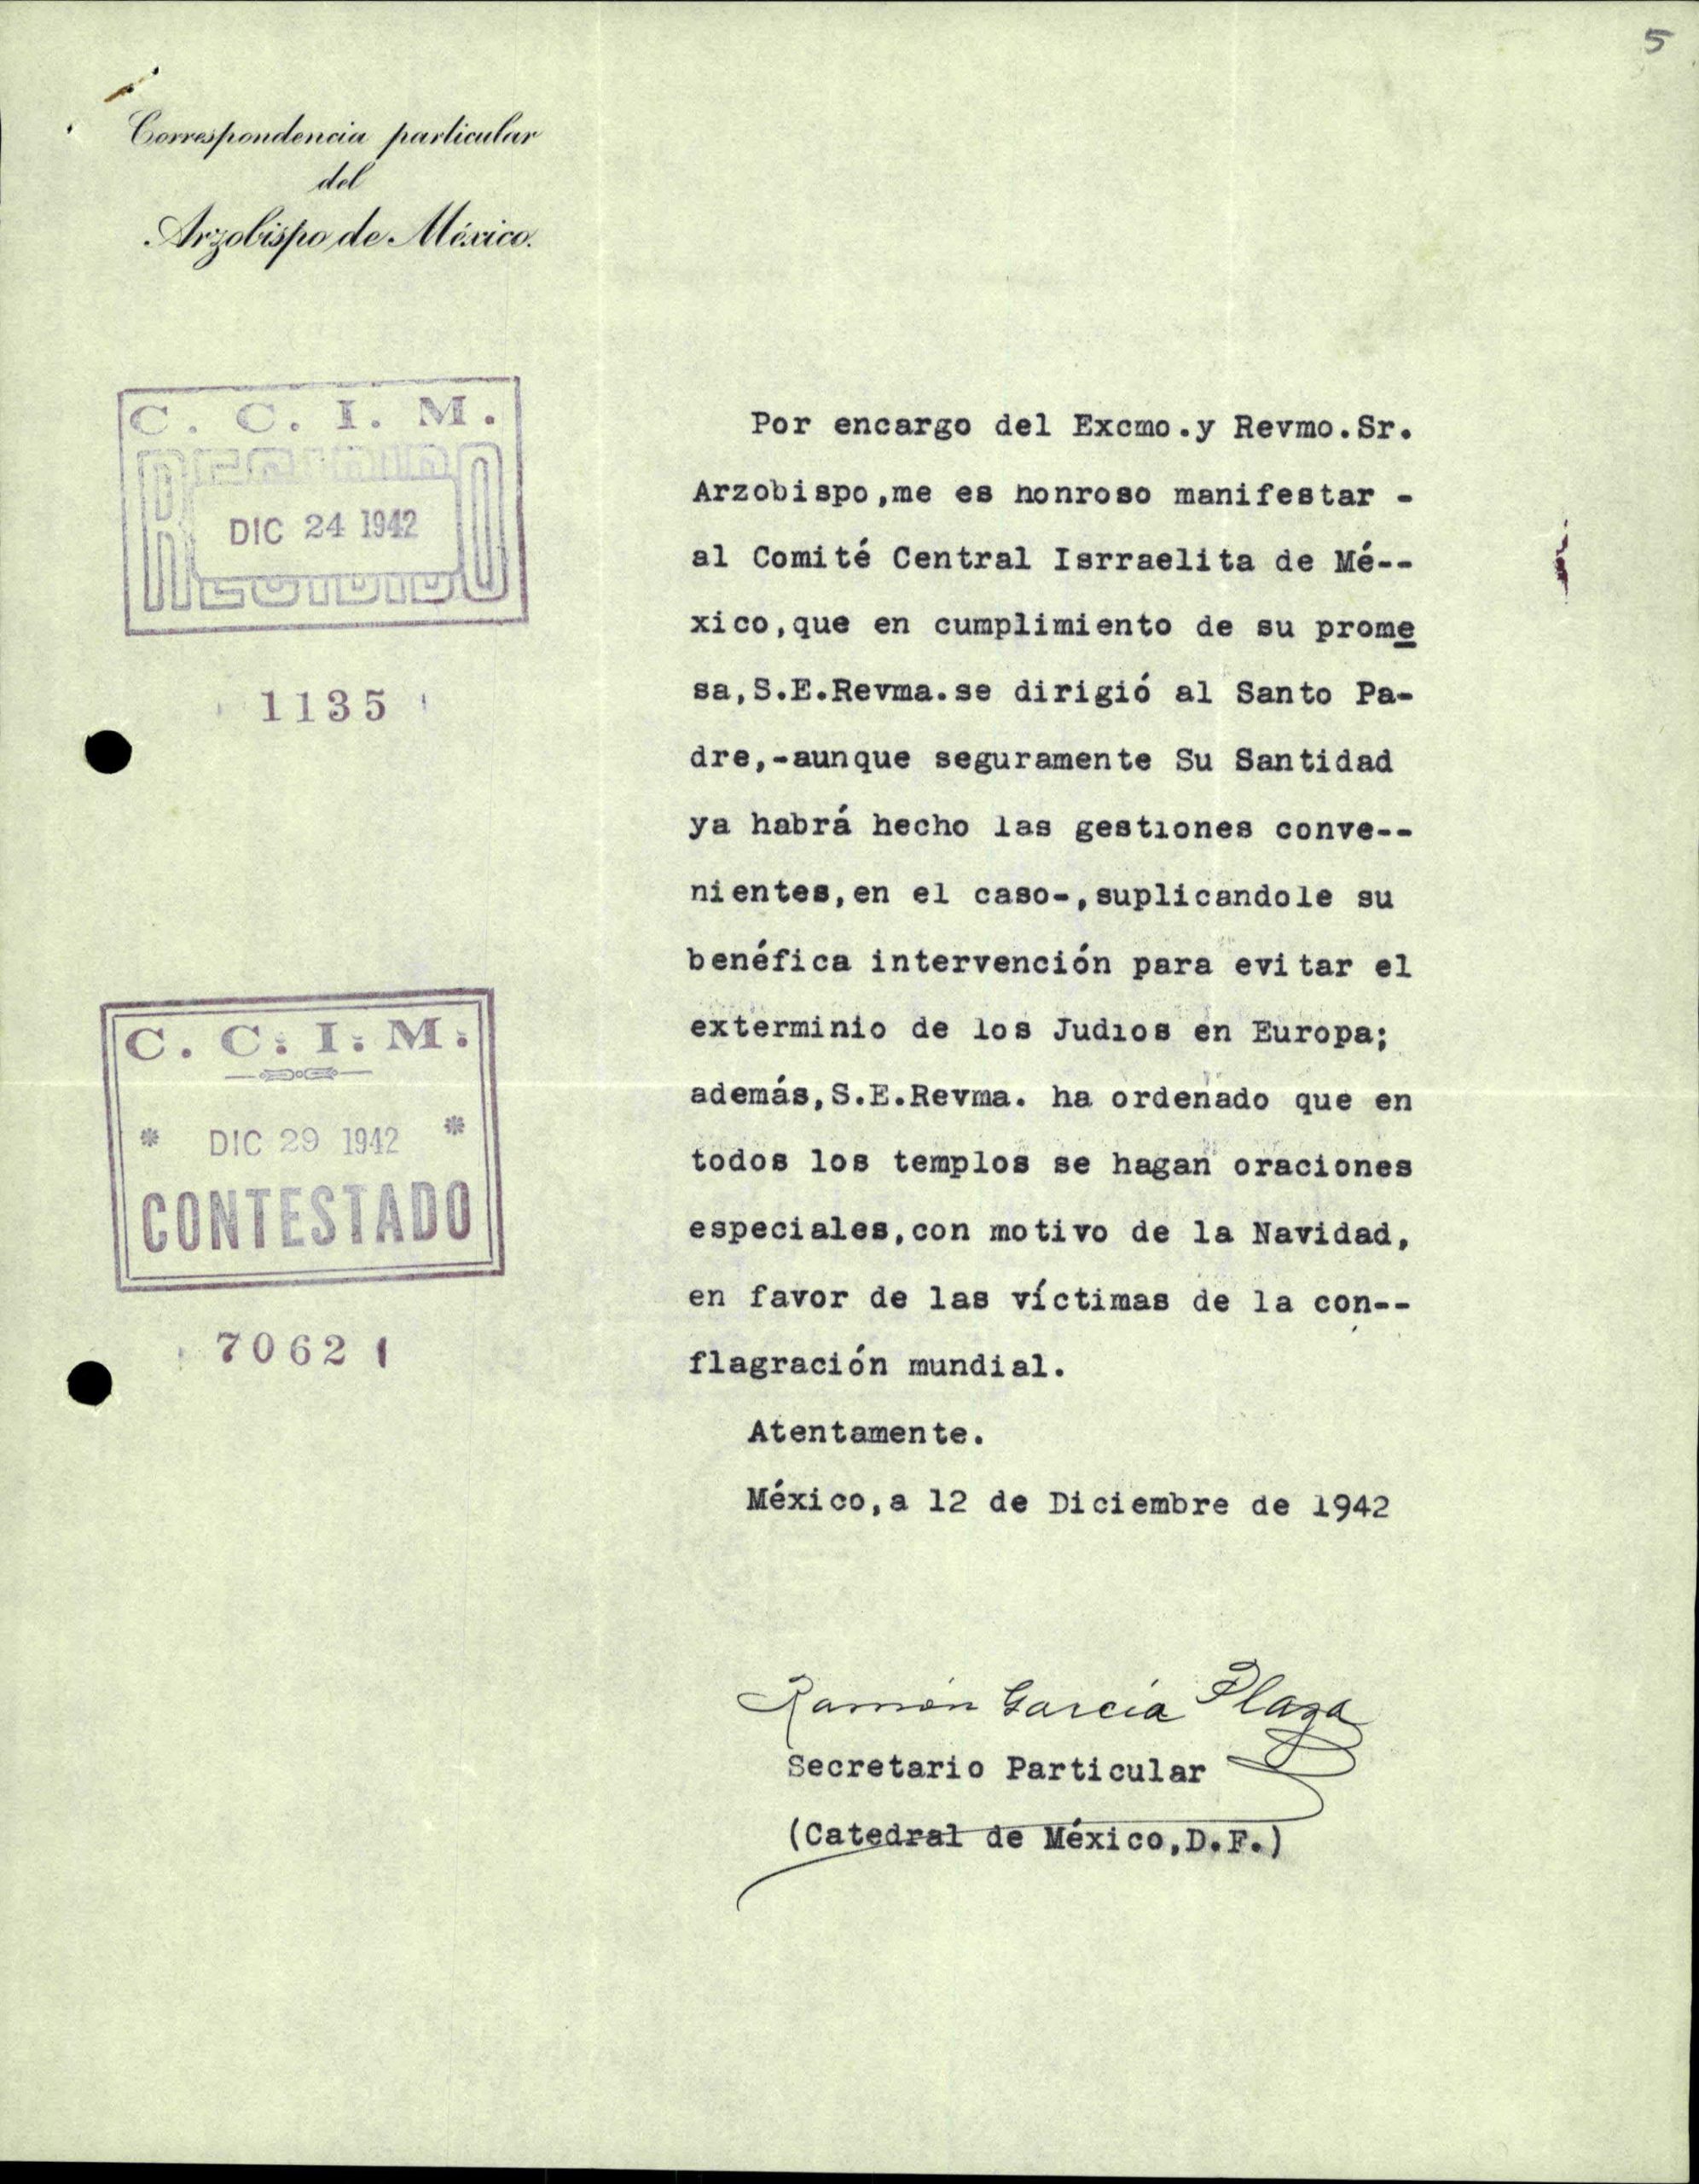 5
Correspondencia particular
del
Arzobispo de México.
C. C. I. M.
RECIBIDO
DIC 24 1942
1135
Por encargo del Excmo.y Revmo.Sr.
Arzobispo,me es honroso manifestar -
al Comité Central Isrraelita de Mé--
xico,que en cumplimiento de su prome
sa,S.E.Revma.se dirigió al Santo Pa-
dre,-aunque seguramente Su Santidad
ya habrá hecho las gestiones conve--
nientes,en el caso-,suplicandole su
benéfica intervención para evitar el
exterminio de los Judios en Europa;
además,S.E.Revma. ha ordenado que en
todos los templos se hagan oraciones
especiales,con motivo de la Navidad,
en favor de las víctimas de la con--
flagración mundial.
Atentamente.
México,a 12 de Diciembre de 1942
C. C. I. M.
* DIC 29 1942 *
CONTESTADO
7062
Ramón García Plaza
Secretario Particular
(Catedral de México,D.F.)